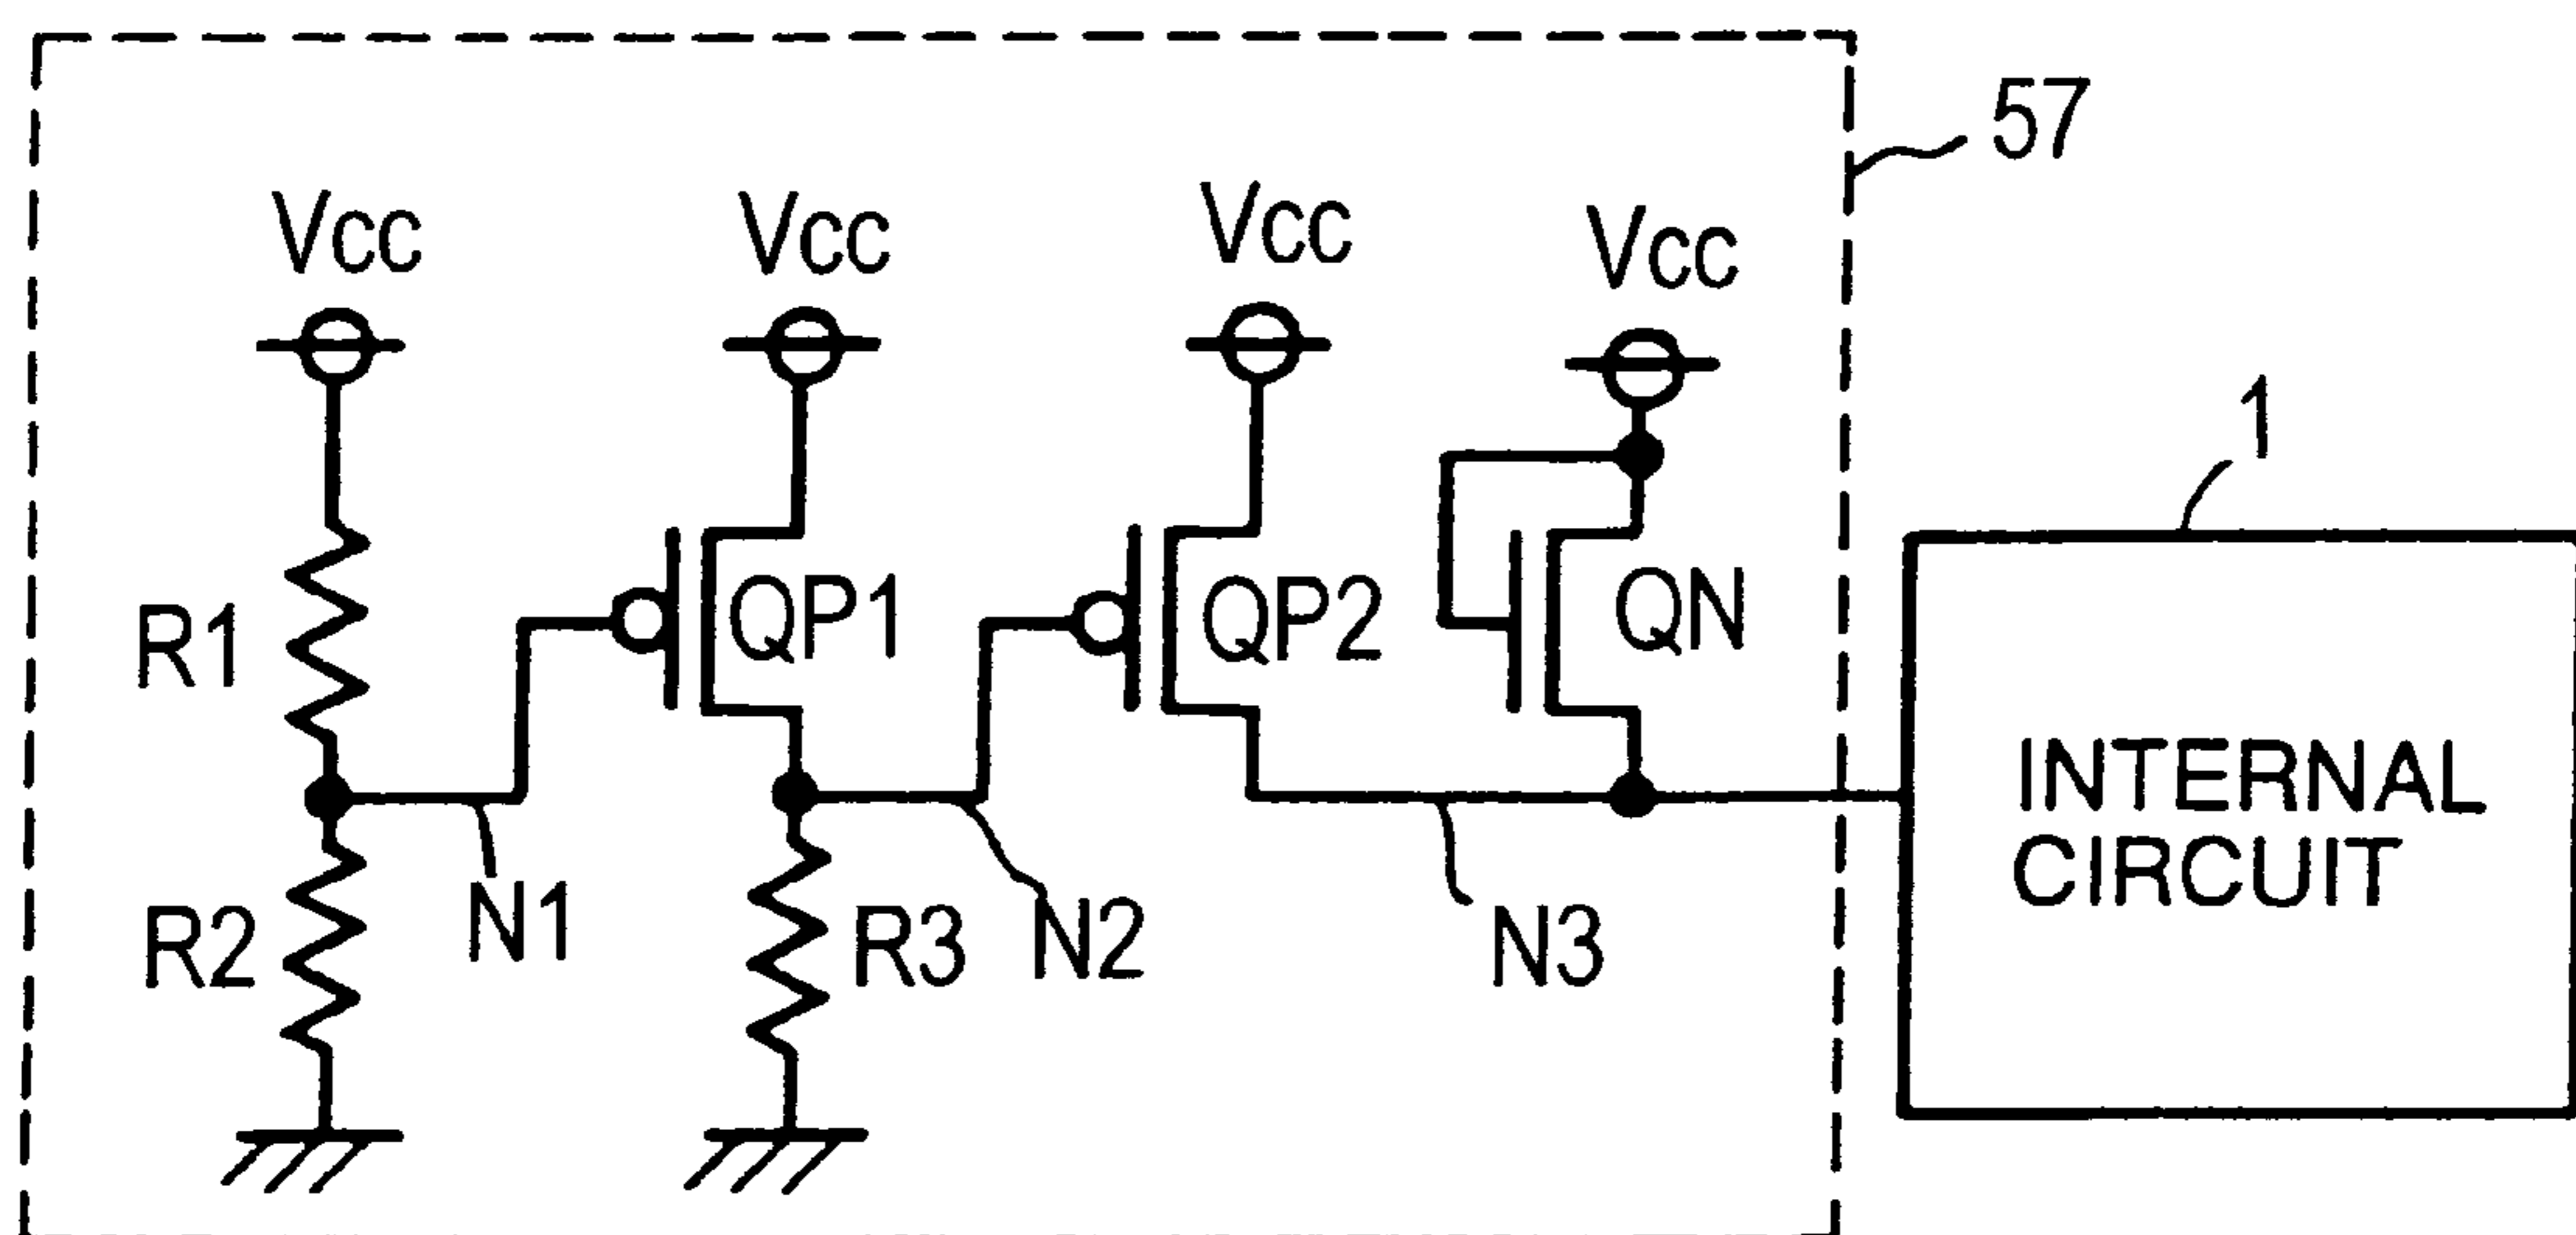 57
Vcc
Vcc
Vcc
Vcc
1
R1
QP1
QP2
QN
INTERNAL
CIRCUIT
R2
N1
R3
N2
N3